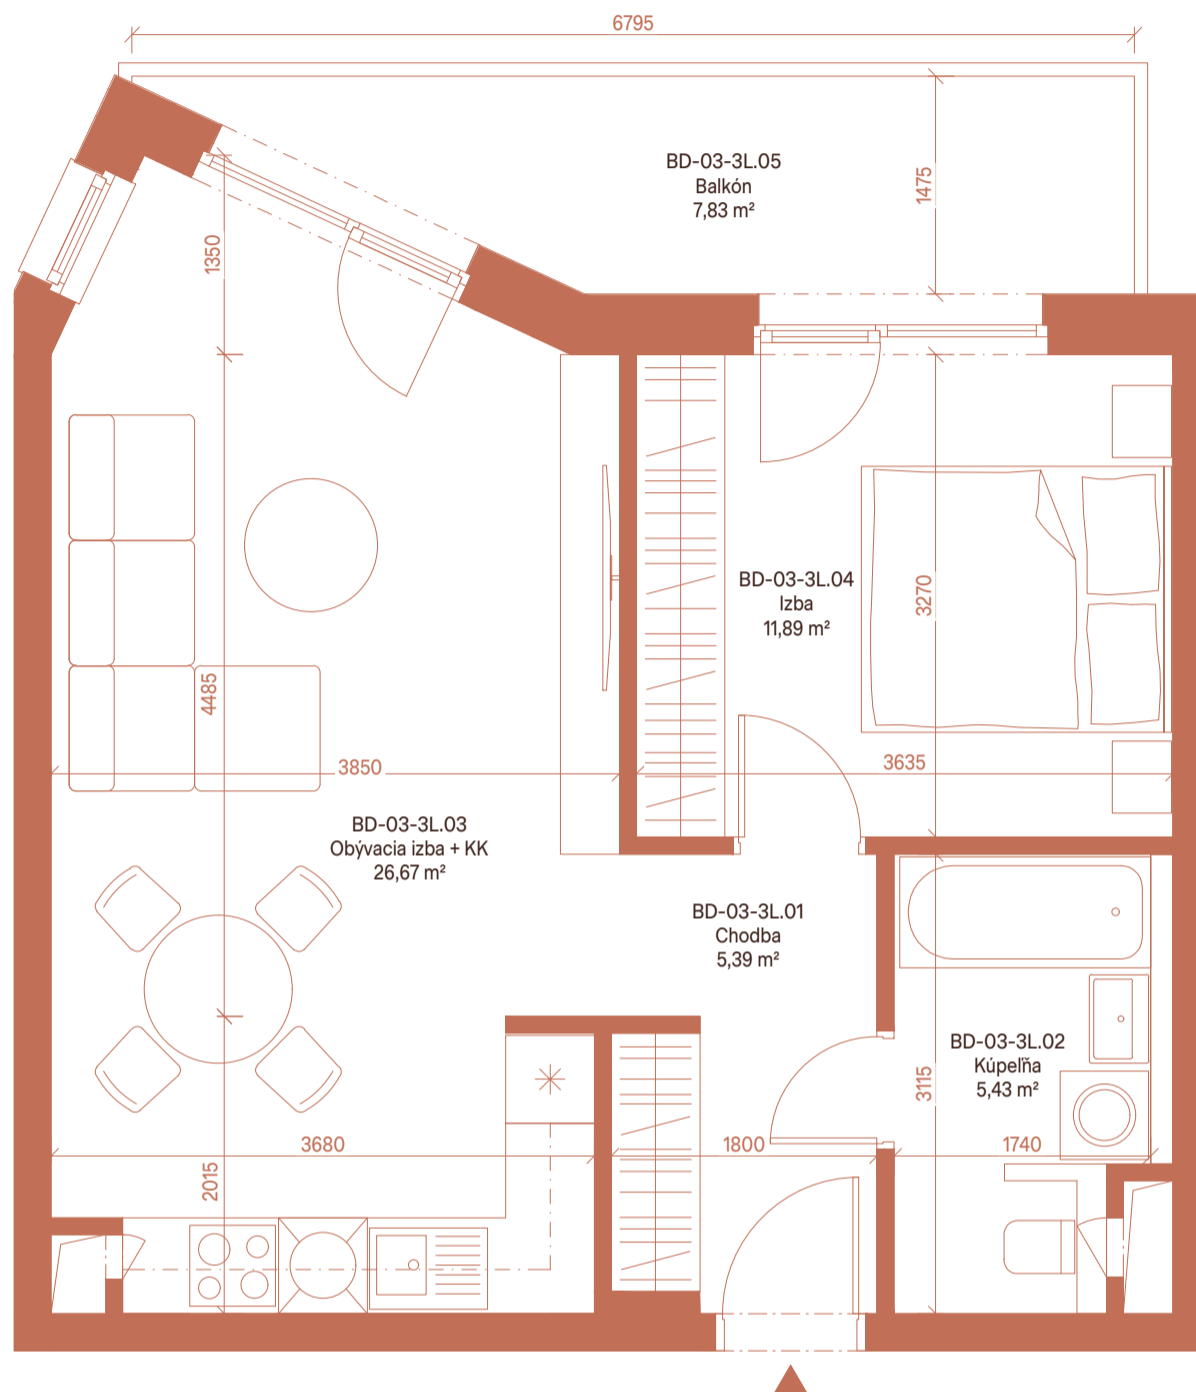 6795
BD-03-3L.05
Balkón
7,83 m²
1475
1350
BD-03-3L.04
Izba
11,89 m²
3270
4485
3850
3635
BD-03-3L.03
Obývacia izba + KK
26,67 m²
BD-03-3L.01
Chodba
5,39 m²
BD-03-3L.02
Kúpeľňa
5,43 m²
3115
3680
1800
1740
2015